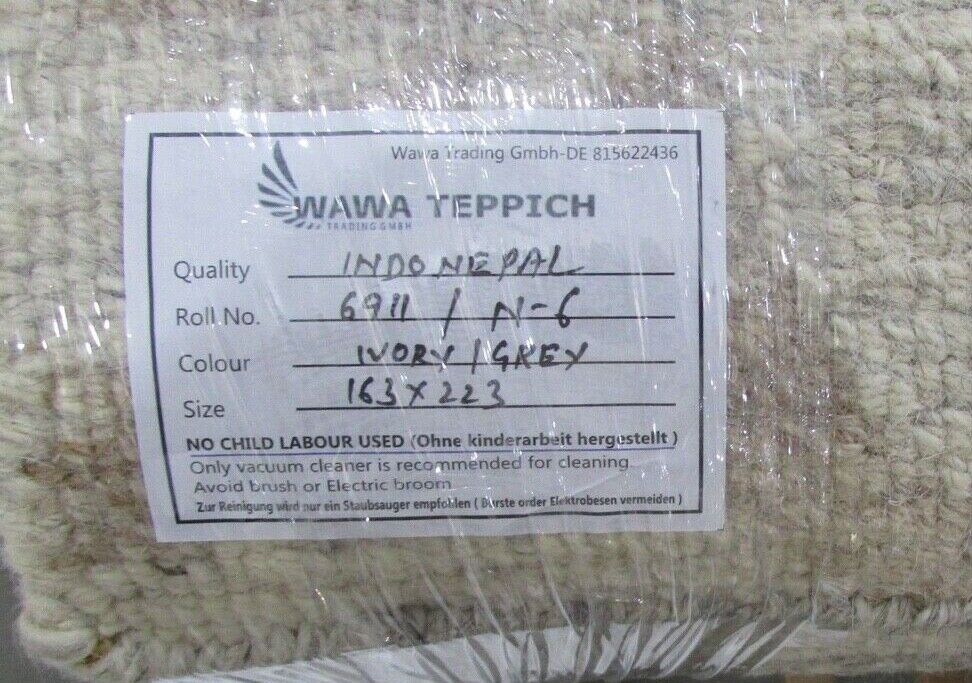 Wawa Trading Gmbh-DE 815622436
WAWA TEPPICH
TRADING GMBH
Quality INDO NEPAL
Roll No. 6911 / N-6
Colour IVORY / GREY
Size 163 X 223
NO CHILD LABOUR USED (Ohne kinderarbeit hergestellt )
Only vacuum cleaner is recommended for cleaning
Avoid brush or Electric broom
Zur Reinigung wird nur ein Staubsauger empfohlen ( Burste order Elektrobesen vermeiden )